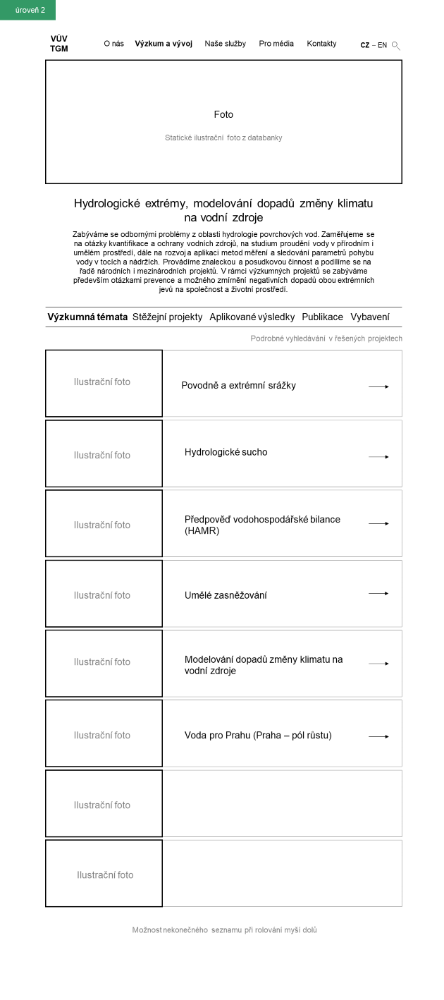 úroveň 2
VÚV
TGM
O nás Výzkum a vývoj Naše služby Pro média Kontakty CZ – EN
Foto
Statické ilustrační foto z databanky
Hydrologické extrémy, modelování dopadů změny klimatu
na vodní zdroje
Zabýváme se odbornými problémy z oblasti hydrologie povrchových vod. Zaměřujeme se
na otázky kvantifikace a ochrany vodních zdrojů, na studium proudění vody v přírodním i
umělém prostředí, dále na rozvoj a aplikaci metod měření a sledování parametrů pohybu
vody v tocích a nádržích. Provádíme znaleckou a posudkovou činnost a podílíme se na
řadě národních i mezinárodních projektů. V rámci výzkumných projektů se zabýváme
především otázkami prevence a možného zmírnění negativních dopadů obou extrémních
jevů na společnost a životní prostředí.
Výzkumná témata Stěžejní projekty Aplikované výsledky Publikace Vybavení
Podrobné vyhledávání v řešených projektech
Ilustrační foto
Povodně a extrémní srážky
Ilustrační foto
Hydrologické sucho
Ilustrační foto
Předpověď vodohospodářské bilance
(HAMR)
Ilustrační foto
Umělé zasněžování
Ilustrační foto
Modelování dopadů změny klimatu na
vodní zdroje
Ilustrační foto
Voda pro Prahu (Praha – pól růstu)
Ilustrační foto
Ilustrační foto
Možnost nekonečného seznamu při rolování myší dolů